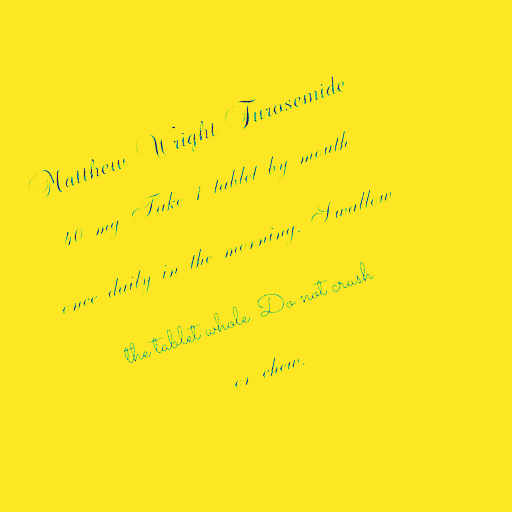 Matthew Wright Furosemide
40 mg Take 1 tablet by mouth
once daily in the morning. Swallow
the tablet whole Do not crush
or chew.